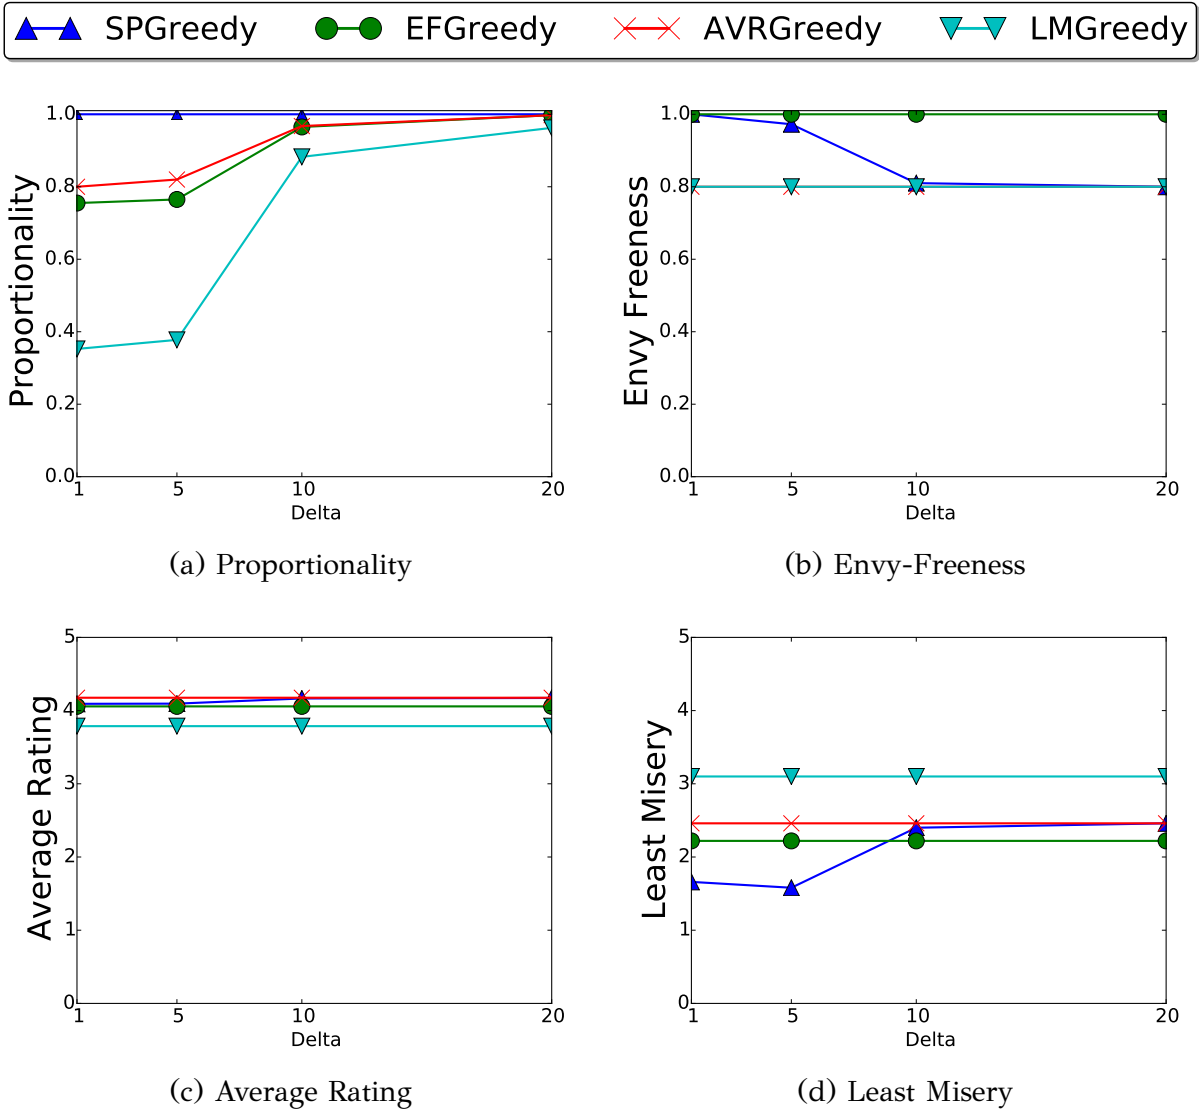 SPGreedy EFGreedy AVRGreedy LMGreedy
1.0
0.8
0.6
0.4
0.2
0.0
Proportionality
1 5 10 20
Delta
(a) Proportionality
1.0
0.8
0.6
0.4
0.2
0.0
Envy Freeness
1 5 10 20
Delta
(b) Envy-Freeness
5
4
3
2
1
0
Average Rating
1 5 10 20
Delta
(c) Average Rating
5
4
3
2
1
0
Least Misery
1 5 10 20
Delta
(d) Least Misery